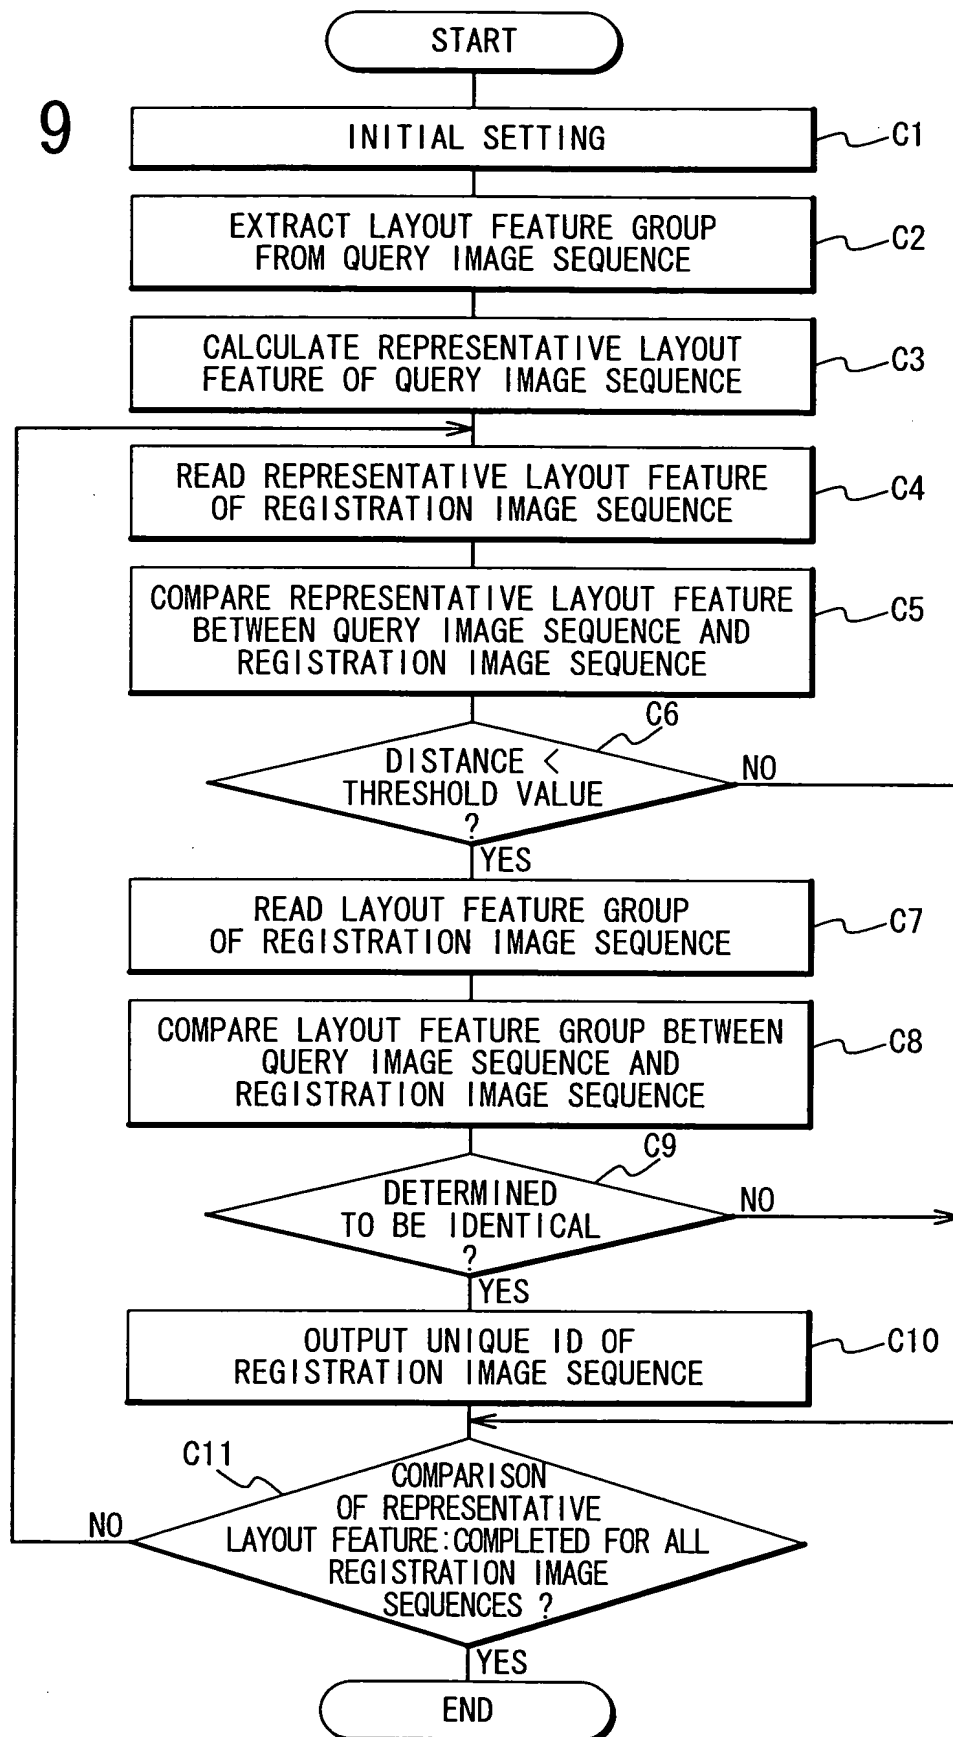 START
9
INITIAL SETTING
C1
EXTRACT LAYOUT FEATURE GROUP
FROM QUERY IMAGE SEQUENCE
C2
CALCULATE REPRESENTATIVE LAYOUT
FEATURE OF QUERY IMAGE SEQUENCE
C3
READ REPRESENTATIVE LAYOUT FEATURE
OF REGISTRATION IMAGE SEQUENCE
C4
COMPARE REPRESENTATIVE LAYOUT FEATURE
BETWEEN QUERY IMAGE SEQUENCE AND
REGISTRATION IMAGE SEQUENCE
C5
C6
DISTANCE <
THRESHOLD VALUE
?
NO
YES
READ LAYOUT FEATURE GROUP
OF REGISTRATION IMAGE SEQUENCE
C7
COMPARE LAYOUT FEATURE GROUP BETWEEN
QUERY IMAGE SEQUENCE AND
REGISTRATION IMAGE SEQUENCE
C8
C9
DETERMINED
TO BE IDENTICAL
?
NO
YES
OUTPUT UNIQUE ID OF
REGISTRATION IMAGE SEQUENCE
C10
C11
COMPARISON
OF REPRESENTATIVE
LAYOUT FEATURE:COMPLETED FOR ALL
REGISTRATION IMAGE
SEQUENCES ?
NO
YES
END